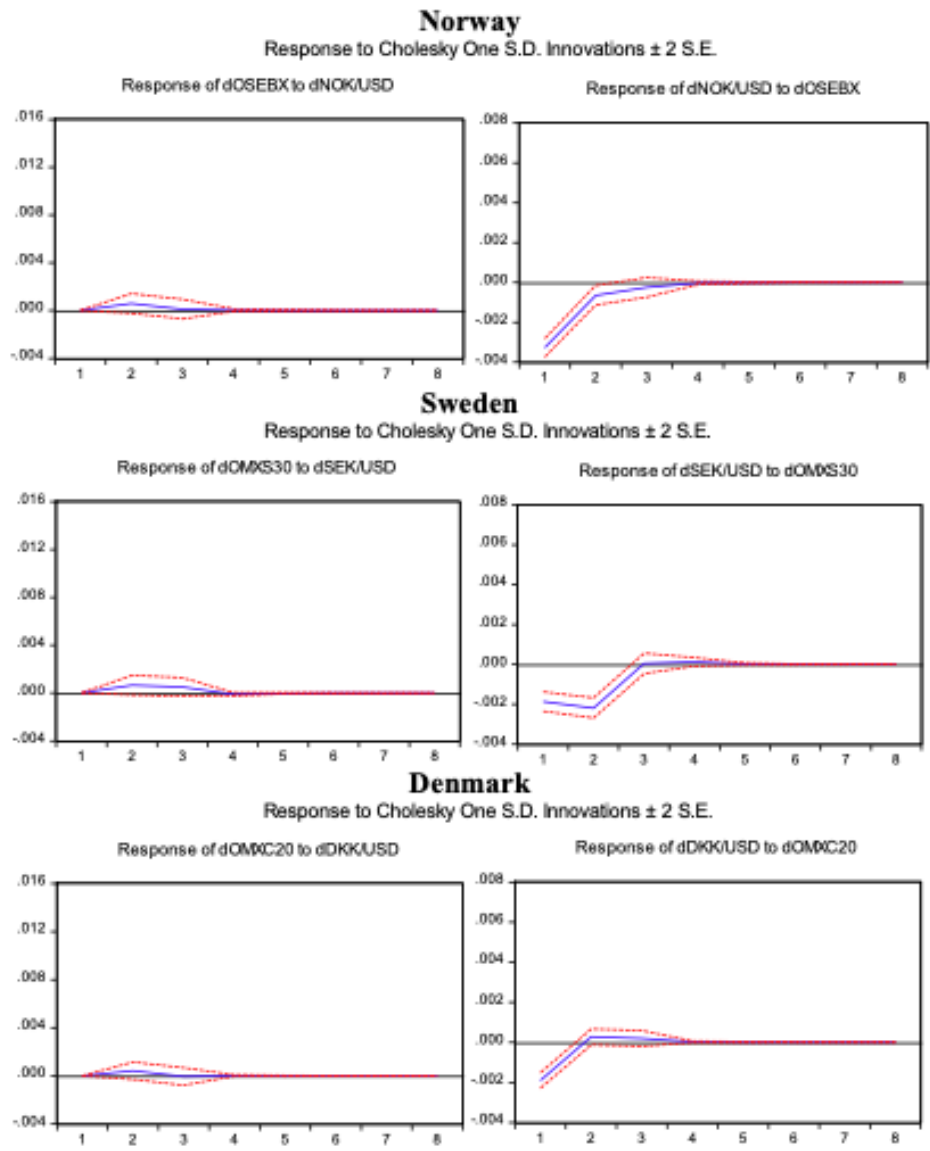 Norway
Response to Cholesky One S.D. Innovations ± 2 S.E.
Response of dOSEBX to dNOK/USD
Response of dNOK/USD to dOSEBX
.016
.012
.008
.004
.000
-.004
1 2 3 4 5 6 7 8
.008
.006
.004
.002
.000
-.002
-.004
1 2 3 4 5 6 7 8
Sweden
Response to Cholesky One S.D. Innovations ± 2 S.E.
Response of dOMXS30 to dSEK/USD
Response of dSEK/USD to dOMXS30
.016
.012
.008
.004
.000
-.004
1 2 3 4 5 6 7 8
.008
.006
.004
.002
.000
-.002
-.004
1 2 3 4 5 6 7 8
Denmark
Response to Cholesky One S.D. Innovations ± 2 S.E.
Response of dOMXC20 to dDKK/USD
Response of dDKK/USD to dOMXC20
.016
.012
.008
.004
.000
-.004
1 2 3 4 5 6 7 8
.008
.006
.004
.002
.000
-.002
-.004
1 2 3 4 5 6 7 8